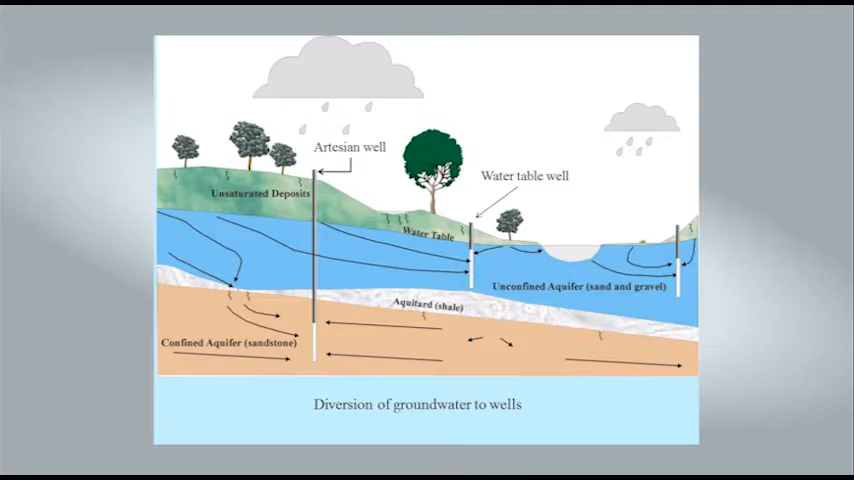 Artesian well
Water table well
Unsaturated Deposits
Water Table
Unconfined Aquifer (sand and gravel)
Aquitard (shale)
Confined Aquifer (sandstone)
Diversion of groundwater to wells